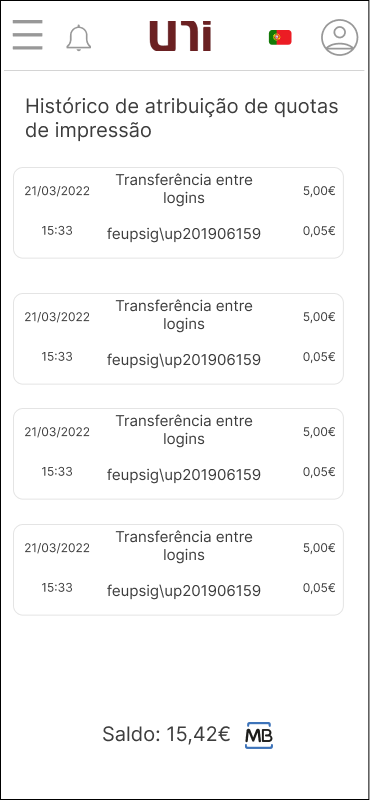 uni
Histórico de atribuição de quotas
de impressão
21/03/2022 Transferência entre logins 5,00€
15:33 feupsig\up201906159 0,05€
21/03/2022 Transferência entre logins 5,00€
15:33 feupsig\up201906159 0,05€
21/03/2022 Transferência entre logins 5,00€
15:33 feupsig\up201906159 0,05€
21/03/2022 Transferência entre logins 5,00€
15:33 feupsig\up201906159 0,05€
Saldo: 15,42€ MB